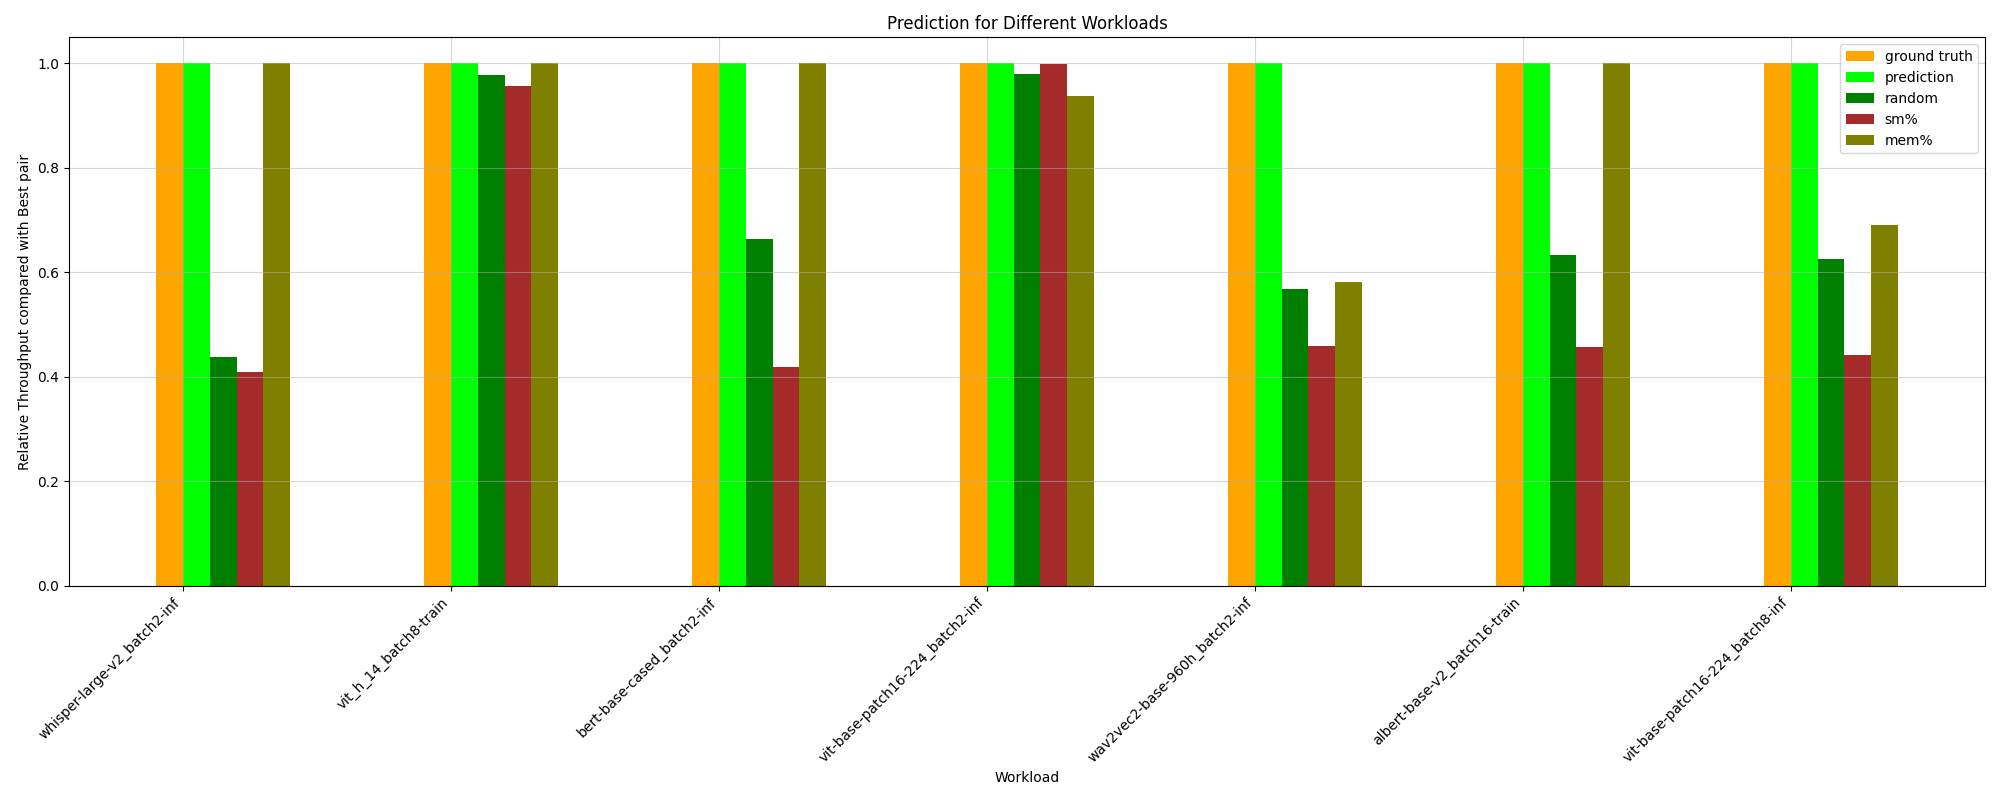 Prediction for Different Workloads
Relative Throughput compared with Best pair
1.0
0.8
0.6
0.4
0.2
0.0
ground truth
prediction
random
sm%
mem%
whisper-large-v2_batch2-inf
vit_h_14_batch8-train
bert-base-cased_batch2-inf
vit-base-patch16-224_batch2-inf
wav2vec2-base-960h_batch2-inf
albert-base-v2_batch16-train
vit-base-patch16-224_batch8-inf
Workload